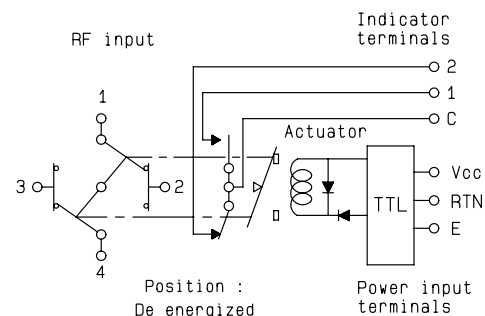 Indicator
terminals
RF input
2
1
1
C
Actuator
3
2
TTL
Vcc
RTN
E
4
Position :
De energized
Power input
terminals